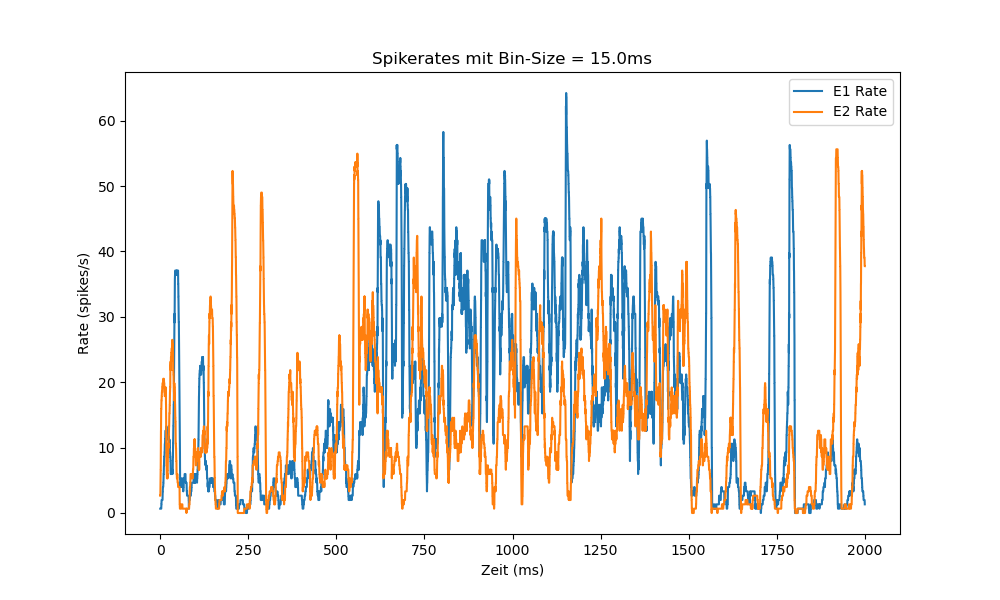 Spikerates mit Bin-Size = 15.0ms
E1 Rate
E2 Rate
Rate (spikes/s)
60
50
40
30
20
10
0
0 250 500 750 1000 1250 1500 1750 2000
Zeit (ms)